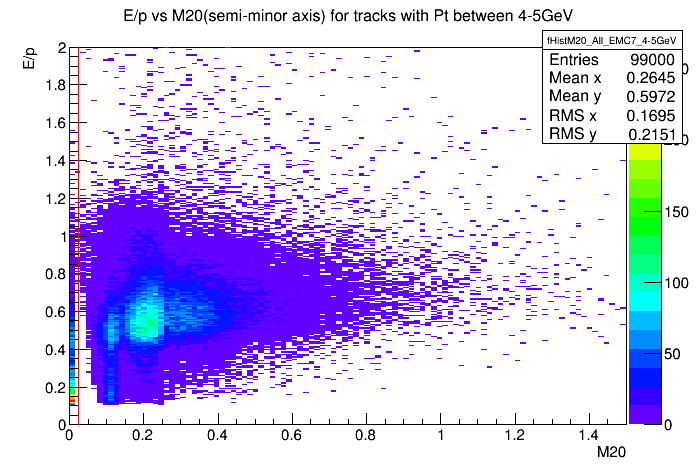 E/p vs M20(semi-minor axis) for tracks with Pt between 4-5GeV
fHistM20_All_EMC7_4-5GeV
Entries 99000
Mean x 0.2645
Mean y 0.5972
RMS x 0.1695
RMS y 0.2151
E/p
2
1.8
1.6
1.4
1.2
1
0.8
0.6
0.4
0.2
0
0 0.2 0.4 0.6 0.8 1 1.2 1.4
M20
150
100
50
0